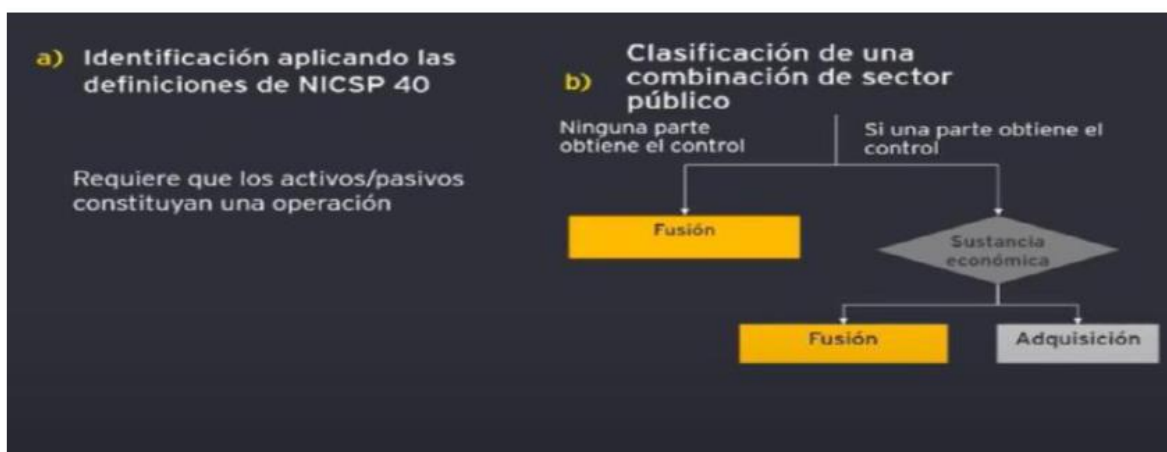 a) Identificación aplicando las
definiciones de NICSP 40
Requiere que los activos/pasivos
constituyan una operación
b) Clasificación de una
combinación de sector
público
Ninguna parte
obtiene el control
Si una parte obtiene el
control
Fusión
Sustancia
económica
Fusión
Adquisición